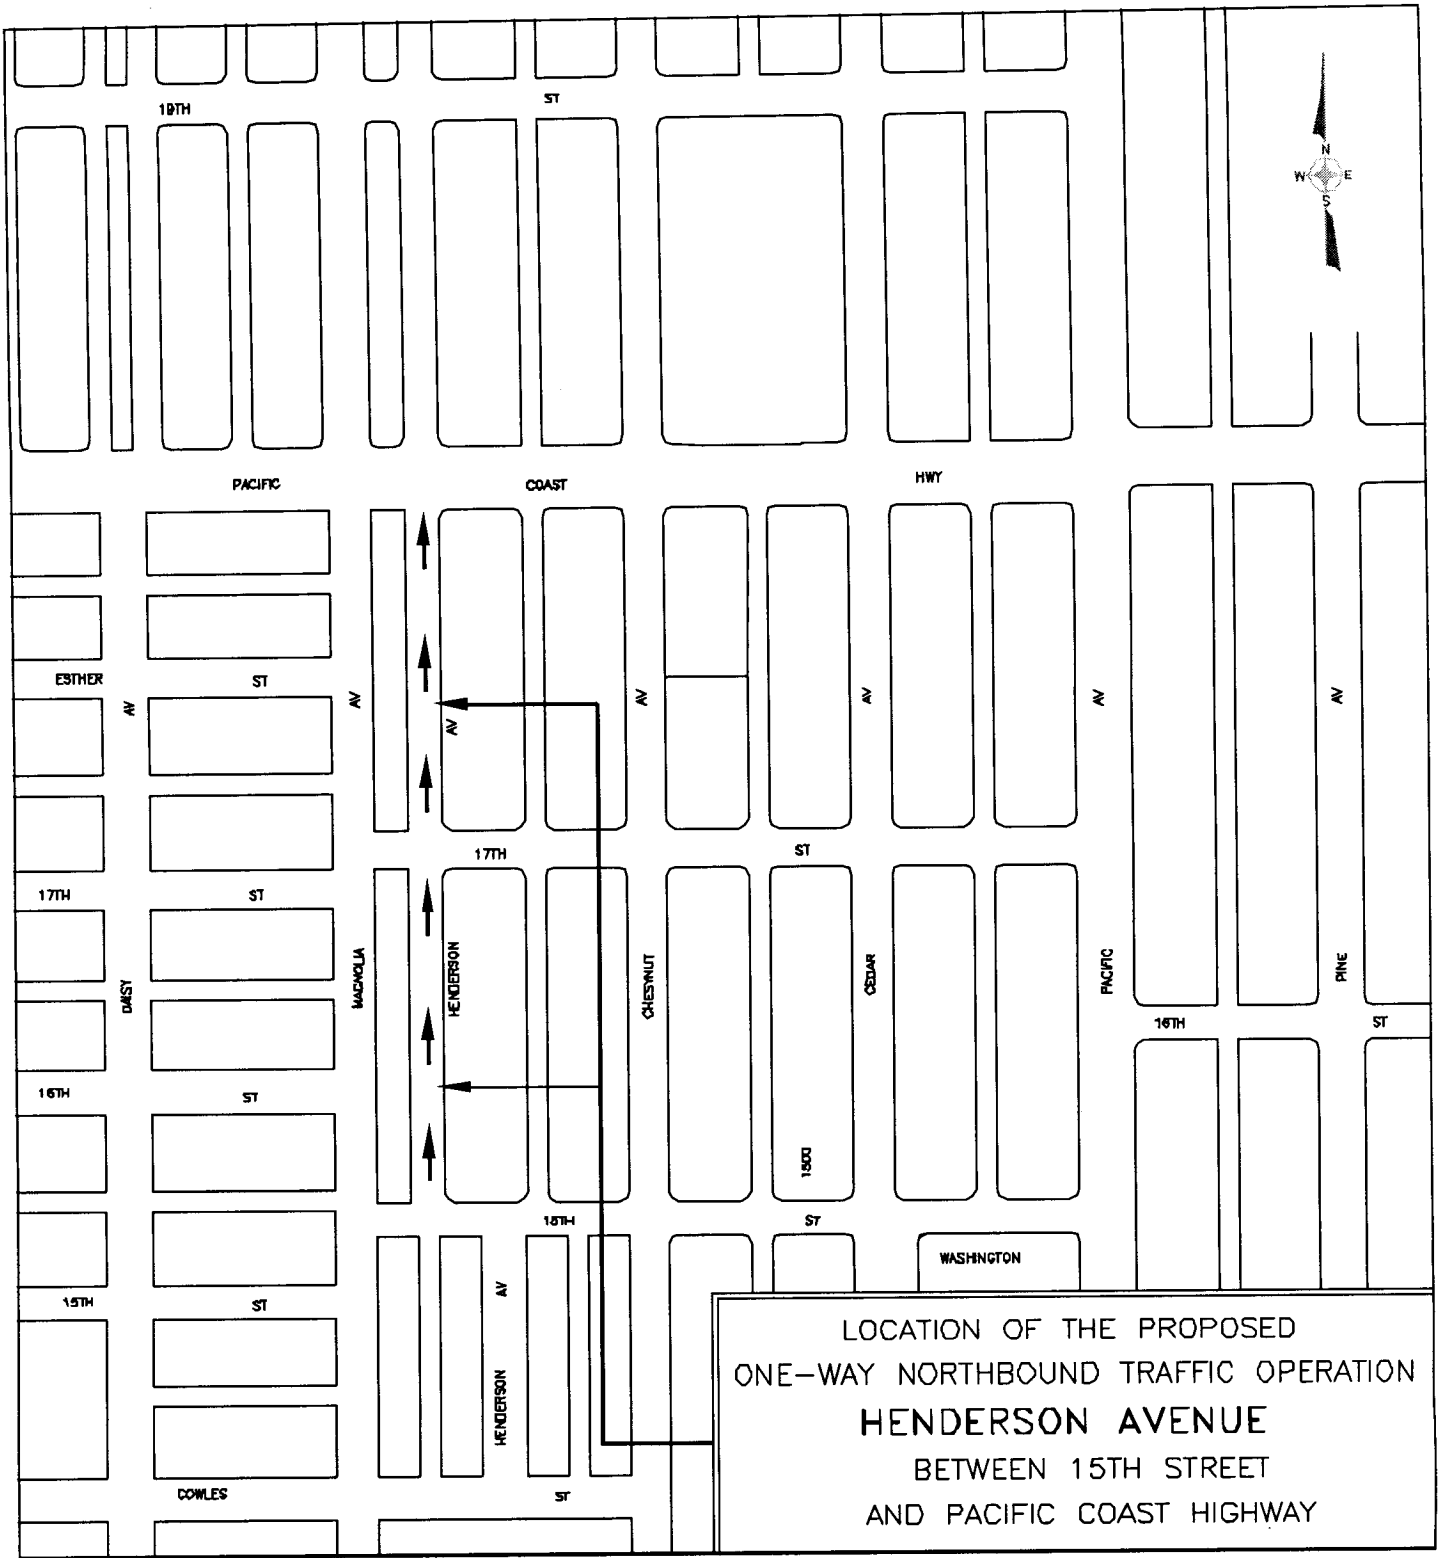 19TH
ST
N
W
E
S
PACIFIC
COAST
HWY
ESTHER
ST
AV
AV
AV
AV
AV
AV
AV
17TH
ST
17TH
ST
DAISY
MAGNOLIA
HENDERSON
CHESTNUT
CEDAR
PACIFIC
PINE
16TH
ST
16TH
ST
1500
15TH
ST
WASHINGTON
15TH
ST
AV
HENDERSON
COWLES
ST
LOCATION OF THE PROPOSED
ONE-WAY NORTHBOUND TRAFFIC OPERATION
HENDERSON AVENUE
BETWEEN 15TH STREET
AND PACIFIC COAST HIGHWAY